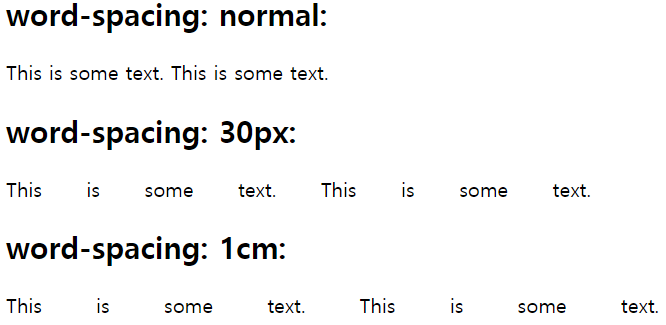 word-spacing: normal:
This is some text. This is some text.
word-spacing: 30px:
This is some text. This is some text.
word-spacing: 1cm:
This is some text. This is some text.